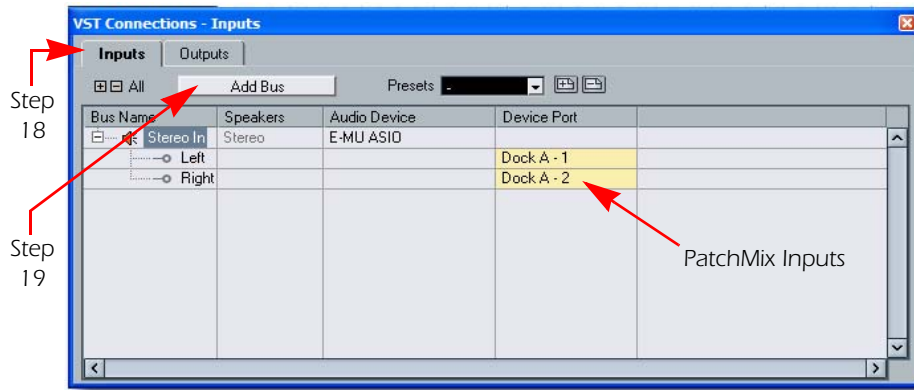 VST Connections - Inputs
Inputs Outputs
All Add Bus Presets -
Step
18
Bus Name Speakers Audio Device Device Port
Stereo In Stereo E-MU ASIO
Left Dock A - 1
Right Dock A - 2
Step
19
PatchMix Inputs